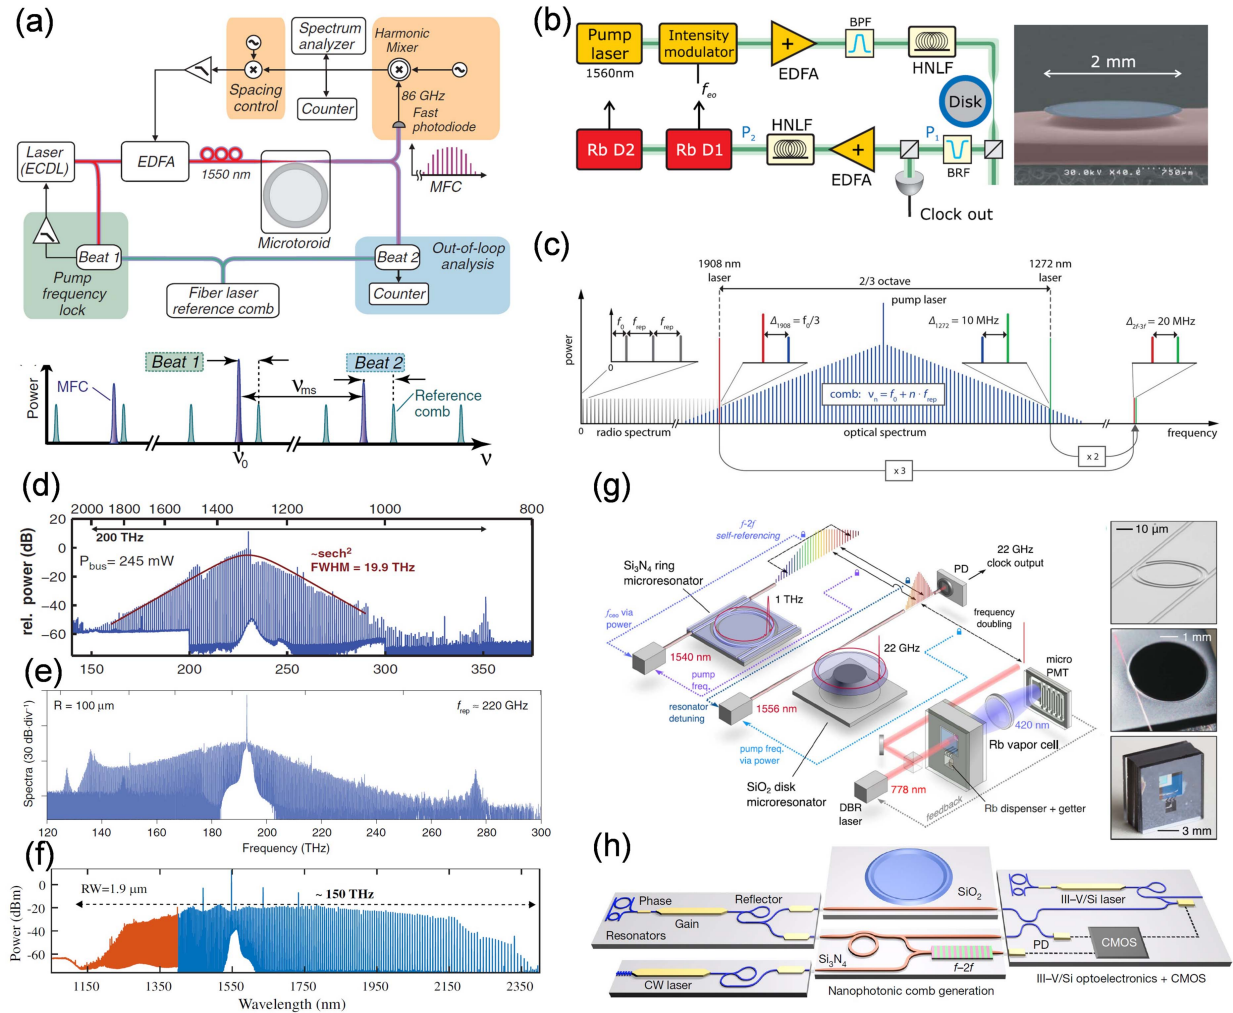 (a)
Spectrum
analyzer
Harmonic
Mixer
Spacing
control
Counter
86 GHz
Fast
photodiode
Laser
(ECDL)
EDFA
1550 nm
MFC
Microtoroid
Beat 1
Pump
frequency
lock
Fiber laser
reference comb
Beat 2
Out-of-loop
analysis
Counter
Beat 1
Beat 2
Power
MFC
νms
Reference
comb
ν0
ν
(b)
Pump
laser
1560nm
Intensity
modulator
feo
EDFA
BPF
HNLF
Disk
2 mm
Rb D2
Rb D1
P2
HNLF
EDFA
P1
BRF
Clock out
30.0kV X40.0 750μm
(c)
1908 nm
laser
1272 nm
laser
2/3 octave
pump laser
f0 frep frep
0
Δ1908 = f0/3
Δ1272 = 10 MHz
Δ2f-3f = 20 MHz
power
comb: νn = f0 + n · frep
0
radio spectrum
optical spectrum
frequency
x 2
x 3
(d)
2000 1800 1600 1400 1200 1000 800
20
0
−20
−40
−60
rel. power (dB)
200 THz
Pbus= 245 mW
~sech2
FWHM = 19.9 THz
150 200 250 300 350
(e)
R = 100 μm
frep = 220 GHz
Spectra (30 dB·div−1)
120 140 160 180 200 220 240 260 280 300
Frequency (THz)
(f)
RW=1.9 μm
~ 150 THz
Power (dBm)
0
-20
-40
-60
1150 1350 1550 1750 1950 2150 2350
Wavelength (nm)
(g)
f-2f
self-referencing
Si3N4 ring
microresonator
PD
22 GHz
clock output
1 THz
frequency
doubling
fceo via
power
1540 nm
pump
freq.
22 GHz
resonator
detuning
1556 nm
pump freq.
via power
micro
PMT
420 nm
Rb vapor cell
SiO2 disk
microresonator
DBR
laser
778 nm
feedback
Rb dispenser + getter
10 μm
1 mm
3 mm
(h)
Phase
Reflector
Gain
Resonators
CW laser
SiO2
Si3N4
f–2f
Nanophotonic comb generation
III–V/Si laser
PD
CMOS
III–V/Si optoelectronics + CMOS